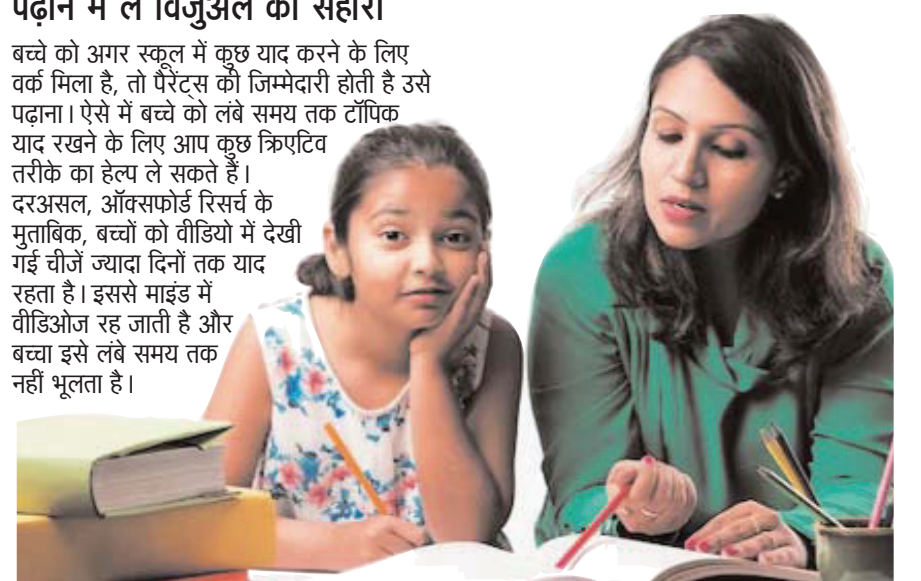 पढ़ाने में लें विजुअल का सहारा
बच्चे को अगर स्कूल में कुछ याद करने के लिए
वर्क मिला है, तो पैरेंट्स की जिम्मेदारी होती है उसे
पढ़ाना। ऐसे में बच्चे को लंबे समय तक टॉपिक
याद रखने के लिए आप कुछ क्रिएटिव
तरीके का हेल्प ले सकते हैं।
दरअसल, ऑक्सफोर्ड रिसर्च के
मुताबिक, बच्चों को वीडियो में देखी
गई चीजें ज्यादा दिनों तक याद
रहता है। इससे माइंड में
वीडिओज रह जाती है और
बच्चा इसे लंबे समय तक
नहीं भूलता है।